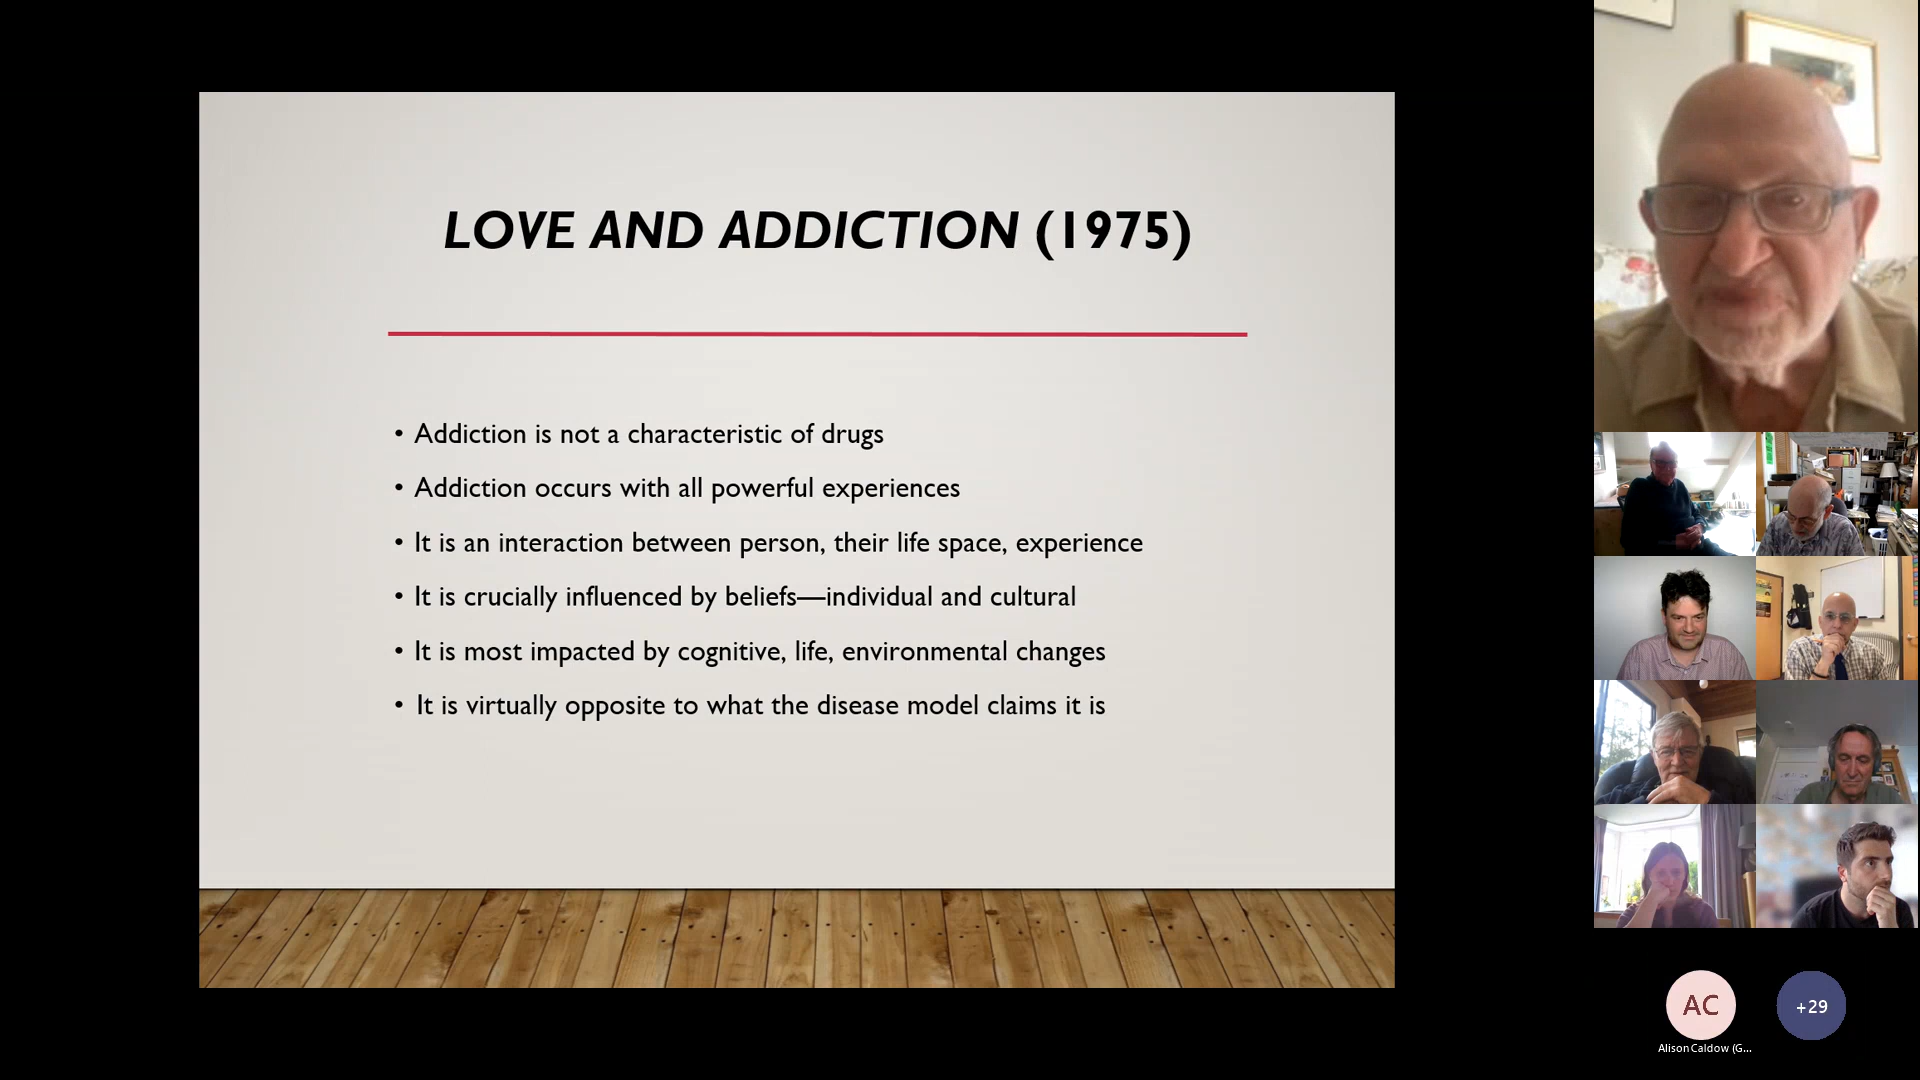 LOVE AND ADDICTION (1975)
• Addiction is not a characteristic of drugs
• Addiction occurs with all powerful experiences
• It is an interaction between person, their life space, experience
• It is crucially influenced by beliefs—individual and cultural
• It is most impacted by cognitive, life, environmental changes
• It is virtually opposite to what the disease model claims it is
AC
+29
Alison Caldow (G...